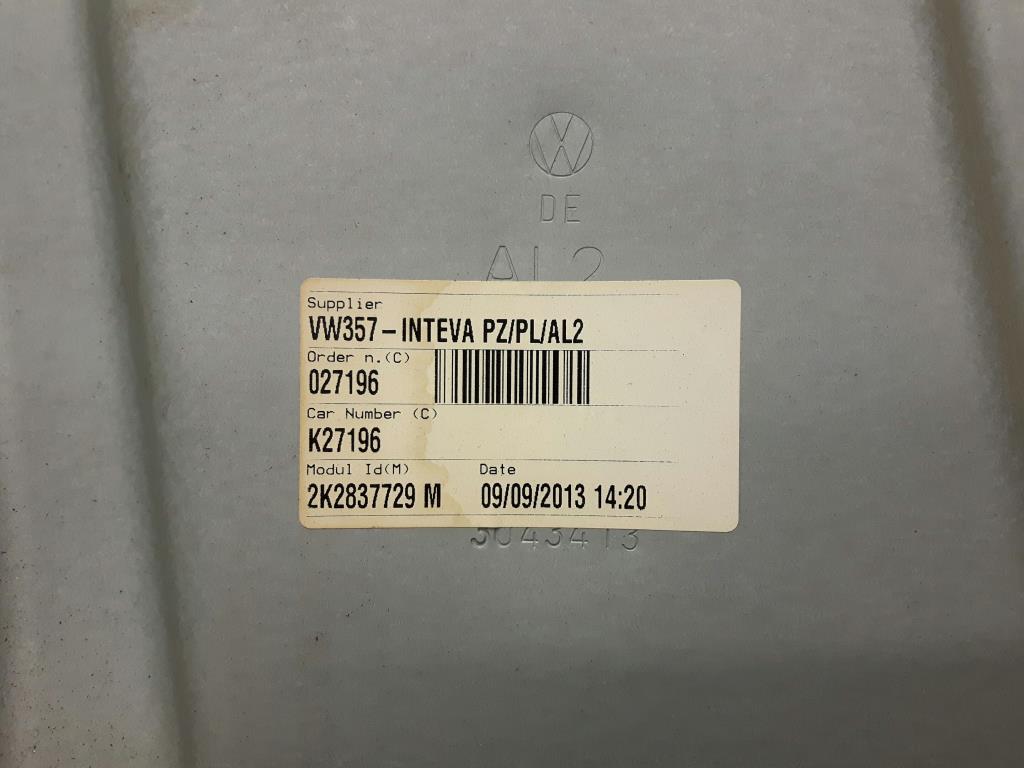 DE
AL2
Supplier
VW357-INTEVA PZ/PL/AL2
Order n.(C)
027196
Car Number (C)
K27196
Modul Id(M) Date
2K2837729 M 09/09/2013 14:20